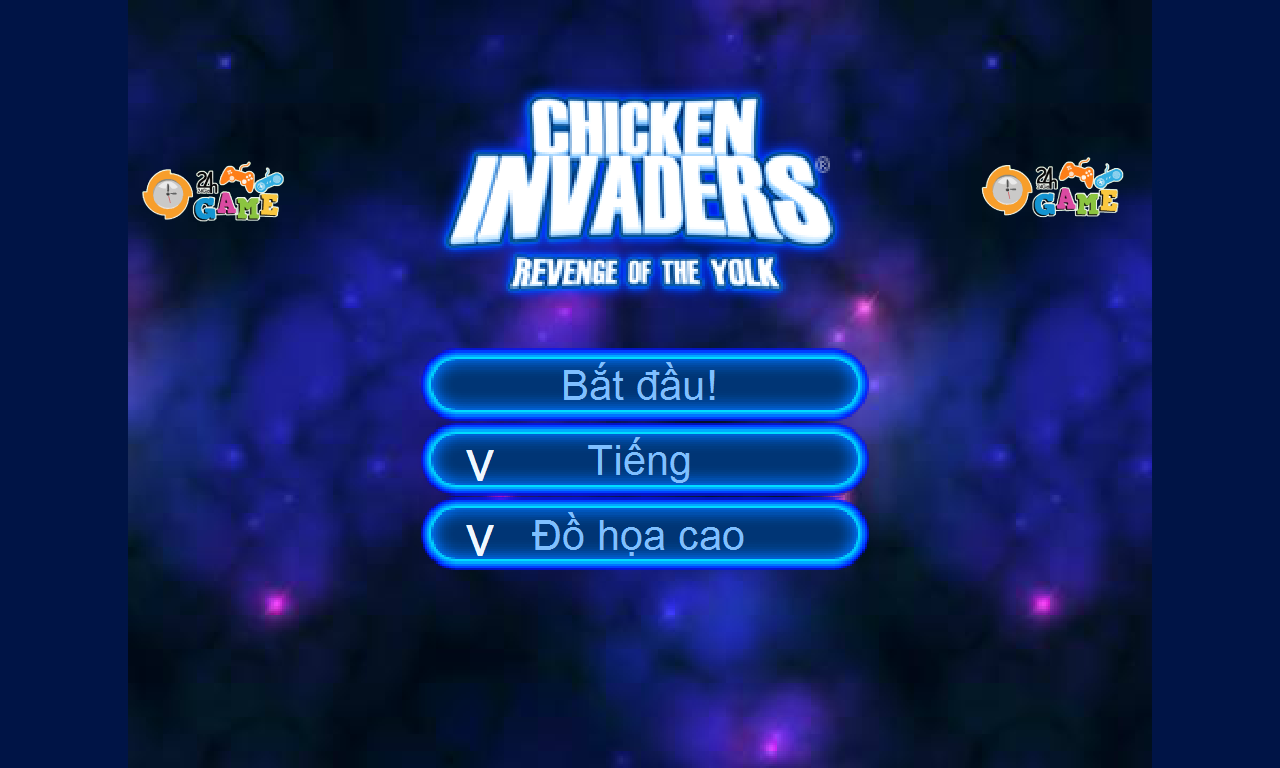 CHICKEN
INVADERS®
REVENGE OF THE YOLK
24h
GAME
24h
GAME
Bắt đầu!
V Tiếng
V Đồ họa cao